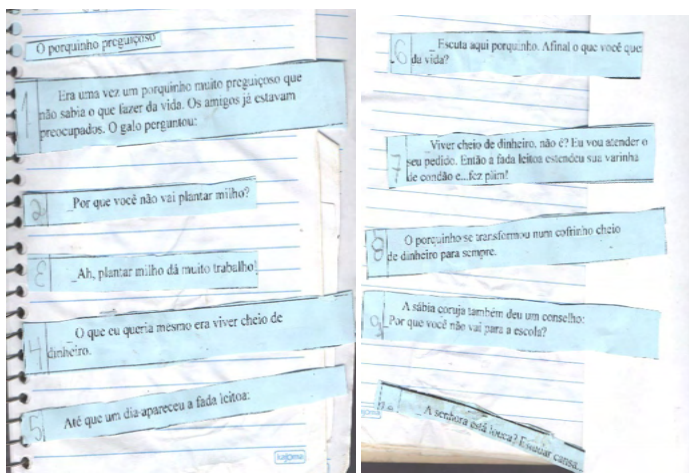 O porquinho preguiçoso
1 Era uma vez um porquinho muito preguiçoso que
não sabia o que fazer da vida. Os amigos já estavam
preocupados. O galo perguntou:
2 _Por que você não vai plantar milho?
3 _Ah, plantar milho dá muito trabalho!
4 _O que eu queria mesmo era viver cheio de
dinheiro.
5 Até que um dia apareceu a fada leitoa:
kajoma
6 _Escuta aqui porquinho. Afinal o que você quer
da vida?
7 _Viver cheio de dinheiro, não é? Eu vou atender o
seu pedido. Então a fada leitoa estendeu sua varinha
de condão e...fez plim!
8 O porquinho se transformou num cofrinho cheio
de dinheiro para sempre.
9 A sábia coruja também deu um conselho:
_Por que você não vai para a escola?
_A senhora está louca? Estudar cansa...